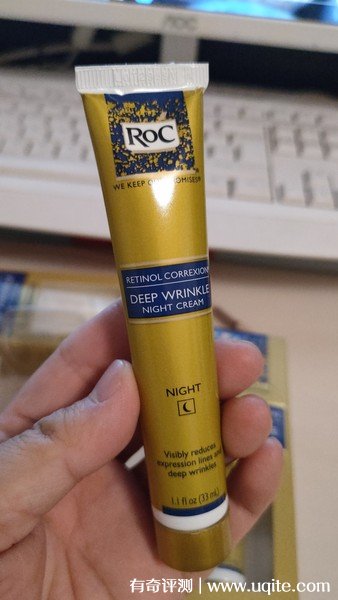 AOC
RoC
WE KEEP OUR PROMISES®
RETINOL CORREXION®
DEEP WRINKLE
NIGHT CREAM
NIGHT
Visibly reduces
expression lines and
deep wrinkles
1.1 fl oz (33 mL)
有奇评测 | www.uqite.com